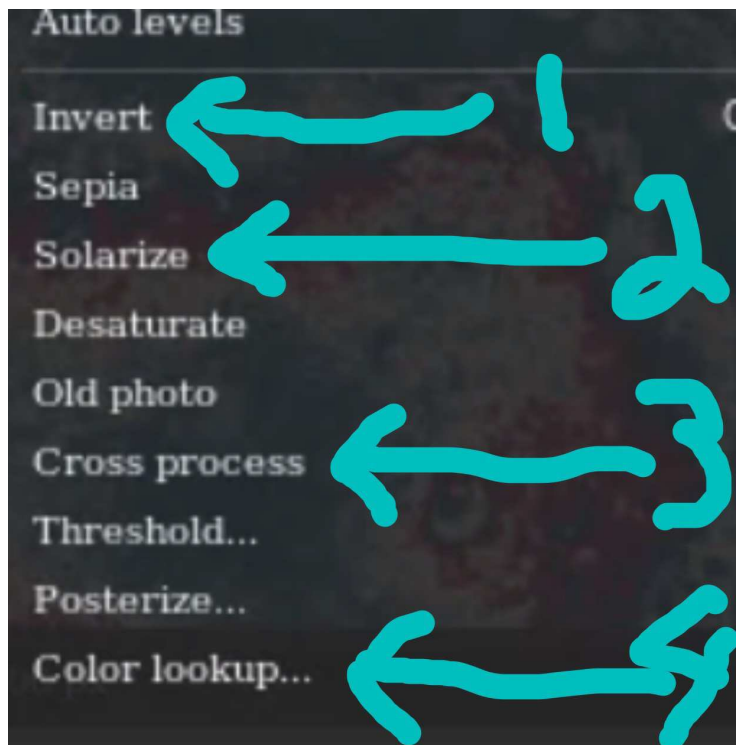 Auto levels
Invert 1
Sepia
Solarize 2
Desaturate
Old photo
Cross process 3
Threshold...
Posterize...
Color lookup... 4